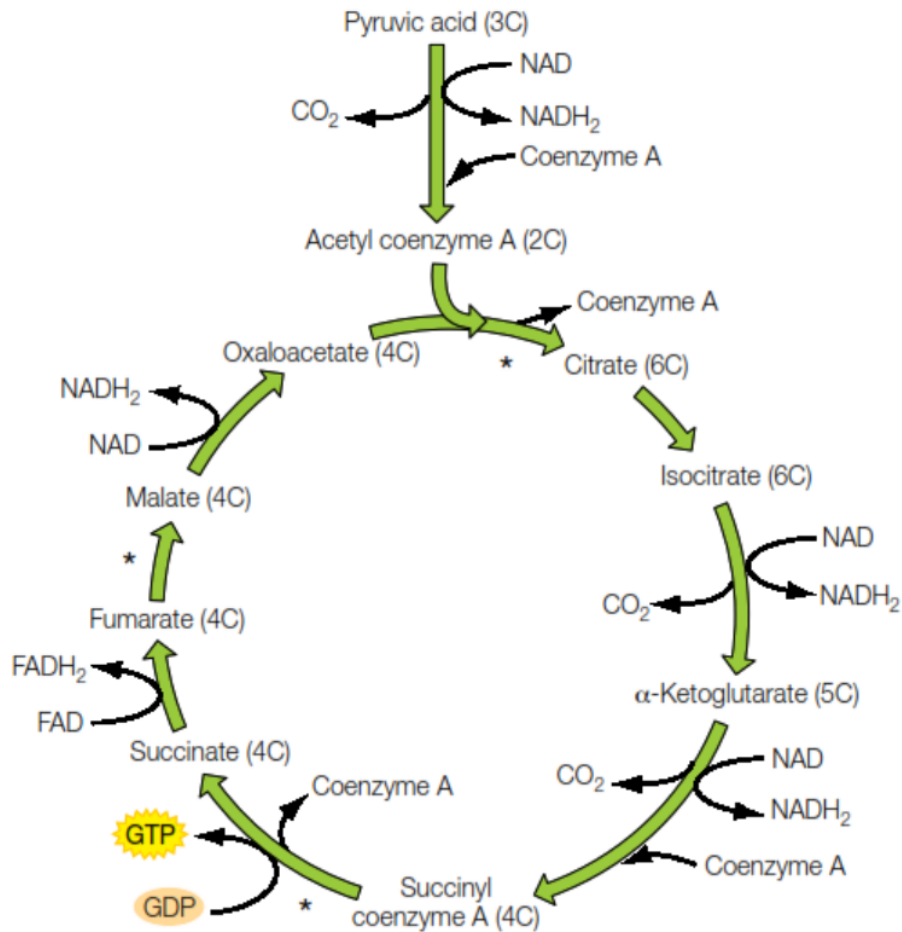 Pyruvic acid (3C)
NAD
CO₂
NADH₂
Coenzyme A
Acetyl coenzyme A (2C)
Coenzyme A
Oxaloacetate (4C)
*
Citrate (6C)
NADH₂
NAD
Isocitrate (6C)
Malate (4C)
NAD
*
CO₂
NADH₂
Fumarate (4C)
FADH₂
α-Ketoglutarate (5C)
FAD
Succinate (4C)
NAD
CO₂
Coenzyme A
NADH₂
GTP
Coenzyme A
GDP
*
Succinyl
coenzyme A (4C)